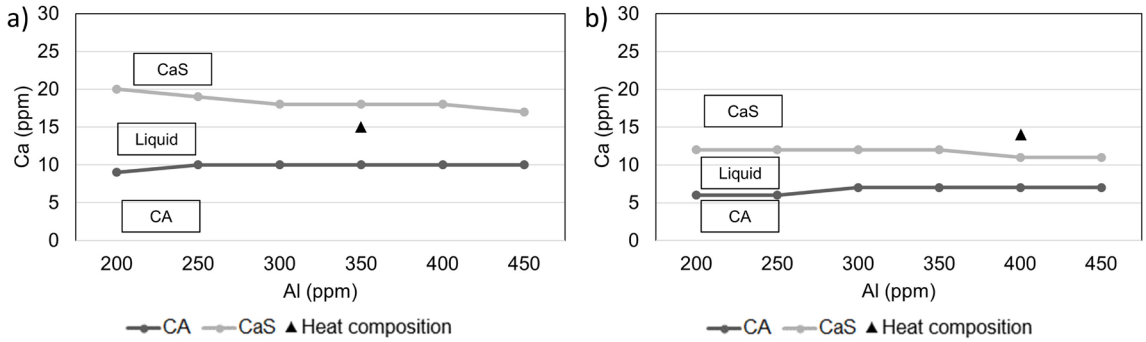 a)
30
25
20
15
10
5
0
Ca (ppm)
CaS
Liquid
CA
200 250 300 350 400 450
Al (ppm)
CA CaS Heat composition
b)
30
25
20
15
10
5
0
Ca (ppm)
CaS
Liquid
CA
200 250 300 350 400 450
Al (ppm)
CA CaS Heat composition